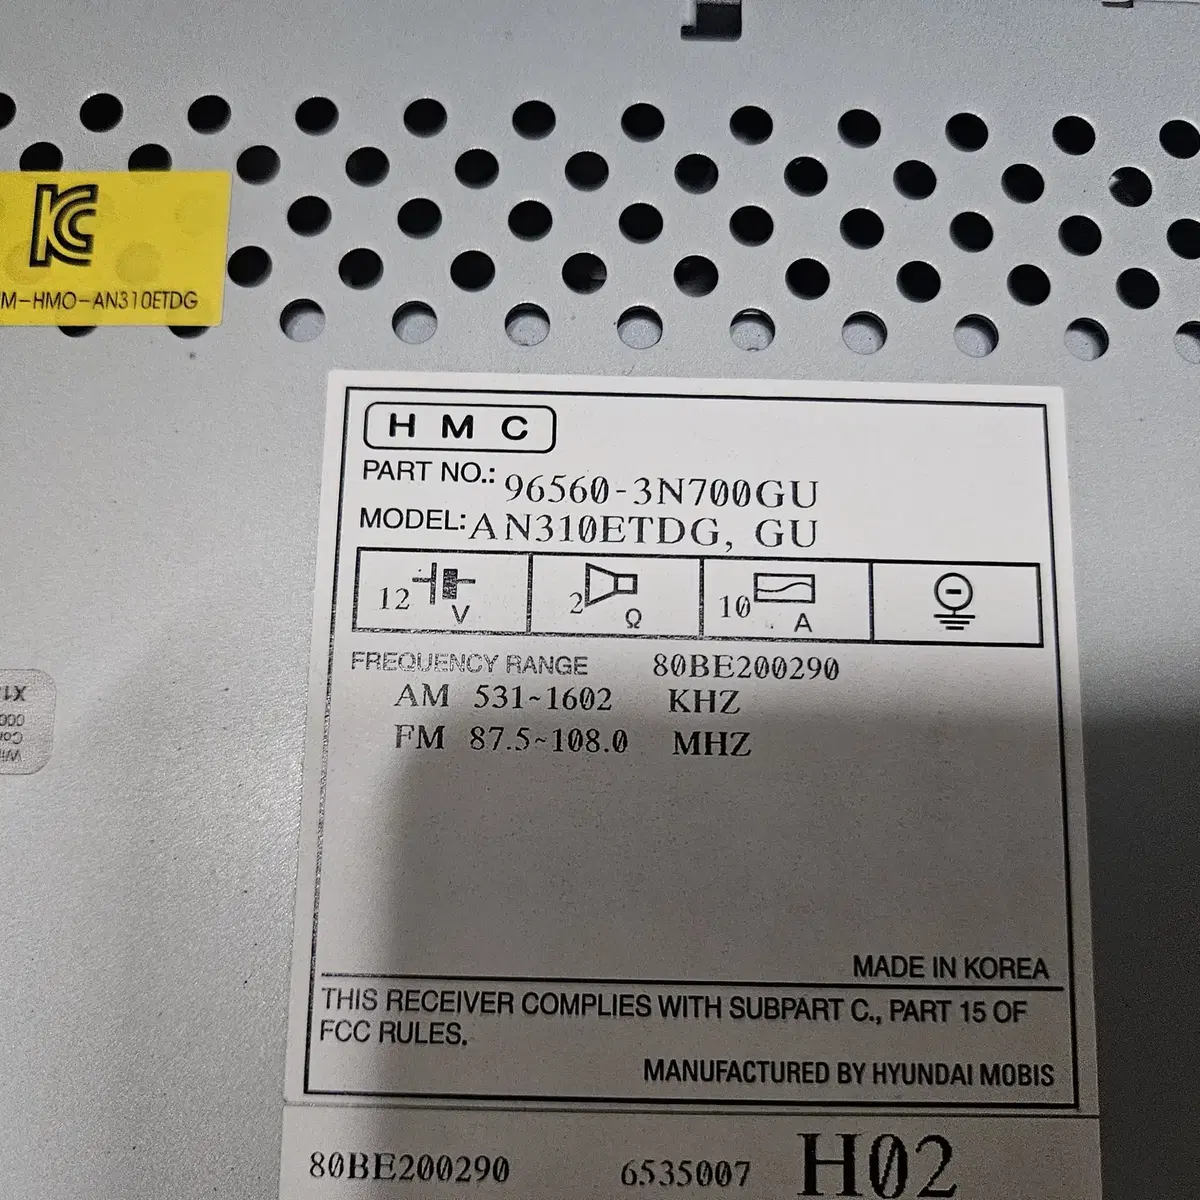 KC
M-HMO-AN310ETDG
HMC
PART NO.: 96560-3N700GU
MODEL: AN310ETDG, GU
12 V
2 Ω
10 A
FREQUENCY RANGE 80BE200290
AM 531~1602 KHZ
FM 87.5~108.0 MHZ
MADE IN KOREA
THIS RECEIVER COMPLIES WITH SUBPART C., PART 15 OF
FCC RULES.
MANUFACTURED BY HYUNDAI MOBIS
80BE200290 6535007 H02